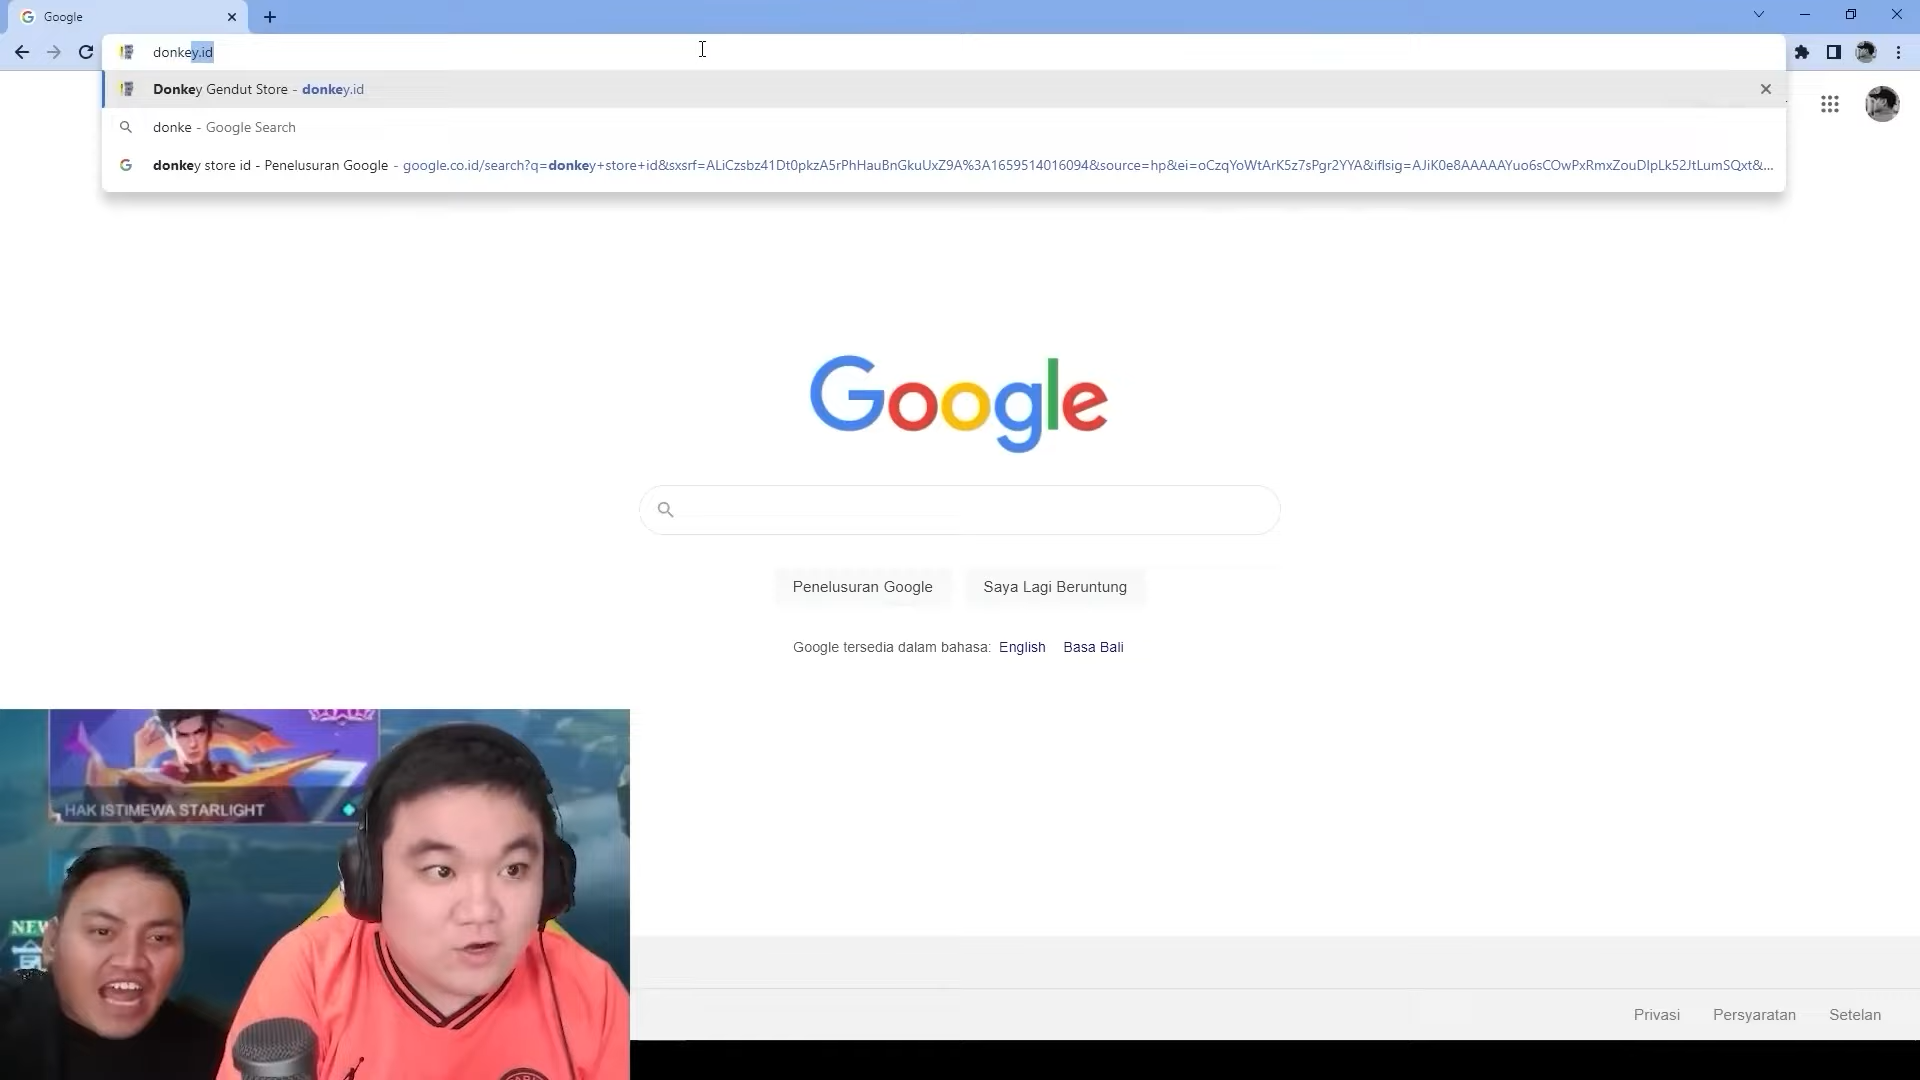 Google
donkey.id
Donkey Gendut Store - donkey.id
donke - Google Search
donkey store id - Penelusuran Google - google.co.id/search?q=donkey+store+id&sxsrf=ALiCzsbz41Dt0pkzA5rPhHauBnGkuUxZ9A%3A1659514016094&source=hp&ei=oCzqYoWtArK5z7sPgr2YYA&iflsig=AJiK0e8AAAAAYuo6sCOwPxRmxZouDlpLk52JtLumSQxt&...
Google
Penelusuran Google
Saya Lagi Beruntung
Google tersedia dalam bahasa: English Basa Bali
HAK ISTIMEWA STARLIGHT
NEW
Privasi
Persyaratan
Setelan